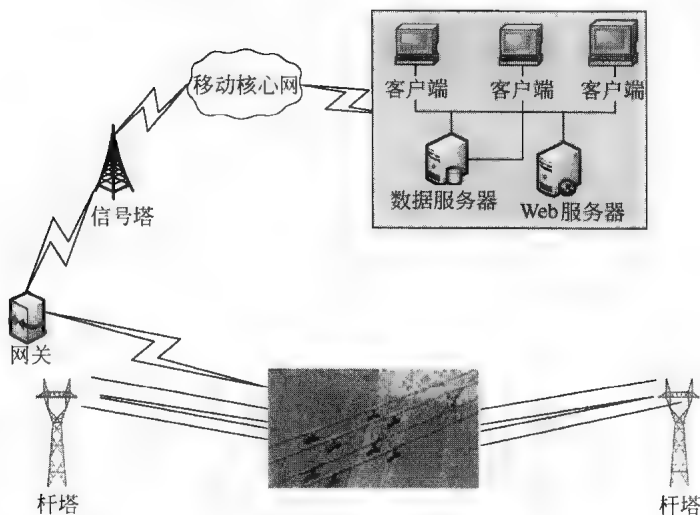 移动核心网
客户端 客户端 客户端
数据服务器 Web服务器
信号塔
网关
杆塔 杆塔